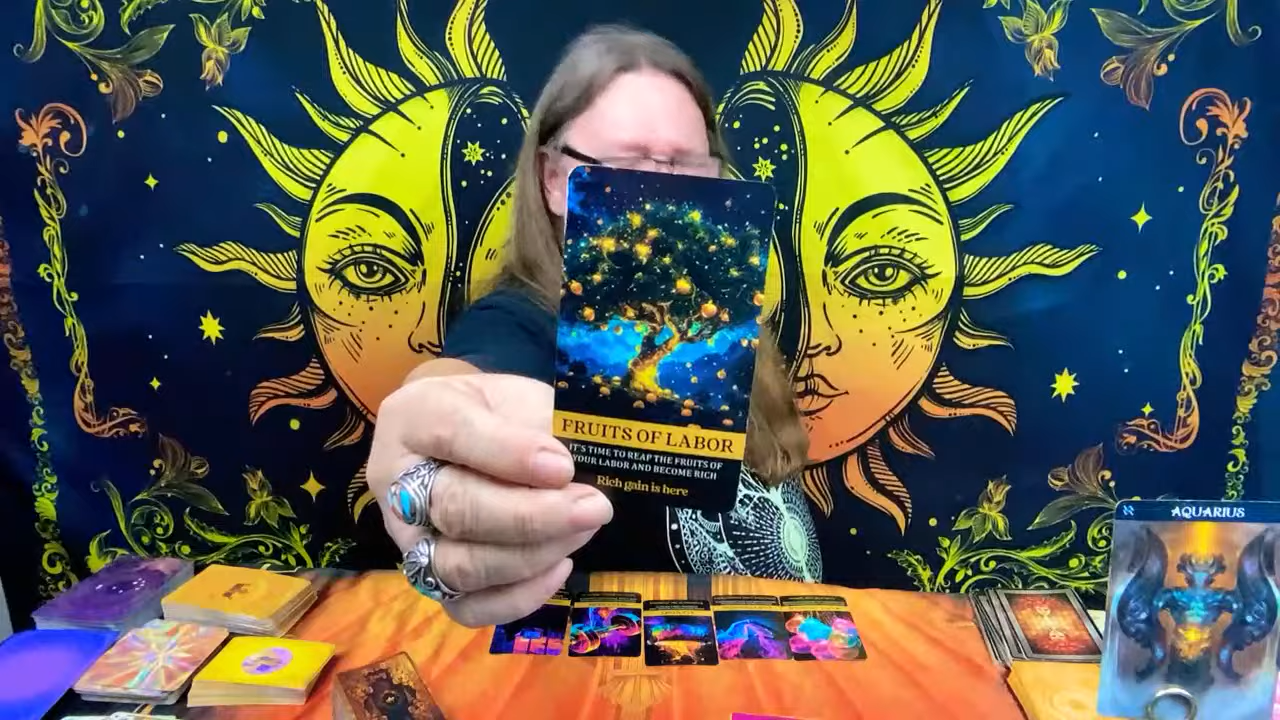 FRUITS OF LABOR
IT'S TIME TO REAP THE FRUITS OF
YOUR LABOR AND BECOME RICH
Rich gain is here
AQUARIUS